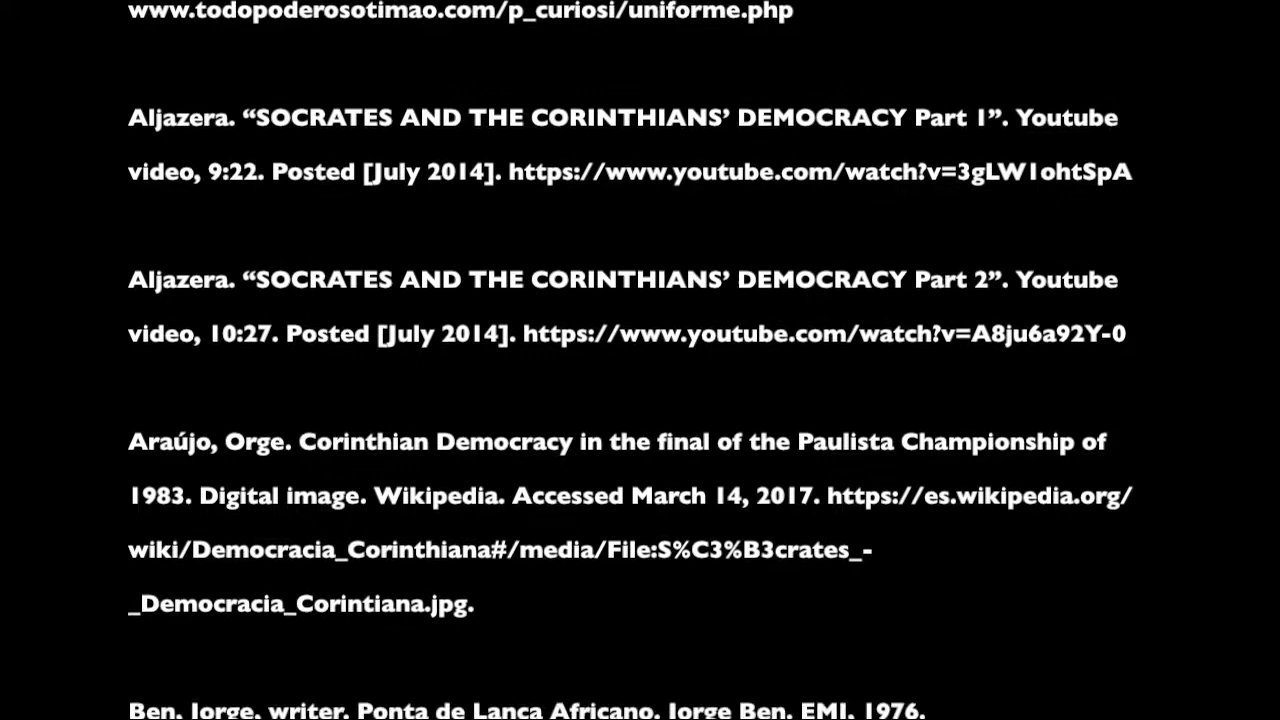 www.todopoderosotimao.com/p_curiosi/uniforme.php
Aljazera. “SOCRATES AND THE CORINTHIANS’ DEMOCRACY Part 1”. Youtube
video, 9:22. Posted [July 2014]. https://www.youtube.com/watch?v=3gLW1ohtSpA
Aljazera. “SOCRATES AND THE CORINTHIANS’ DEMOCRACY Part 2”. Youtube
video, 10:27. Posted [July 2014]. https://www.youtube.com/watch?v=A8ju6a92Y-0
Araújo, Orge. Corinthian Democracy in the final of the Paulista Championship of
1983. Digital image. Wikipedia. Accessed March 14, 2017. https://es.wikipedia.org/
wiki/Democracia_Corinthiana#/media/File:S%C3%B3crates_-
_Democracia_Corintiana.jpg.
Ben, Jorge, writer. Ponta de Lança Africano. Jorge Ben. EMI, 1976.